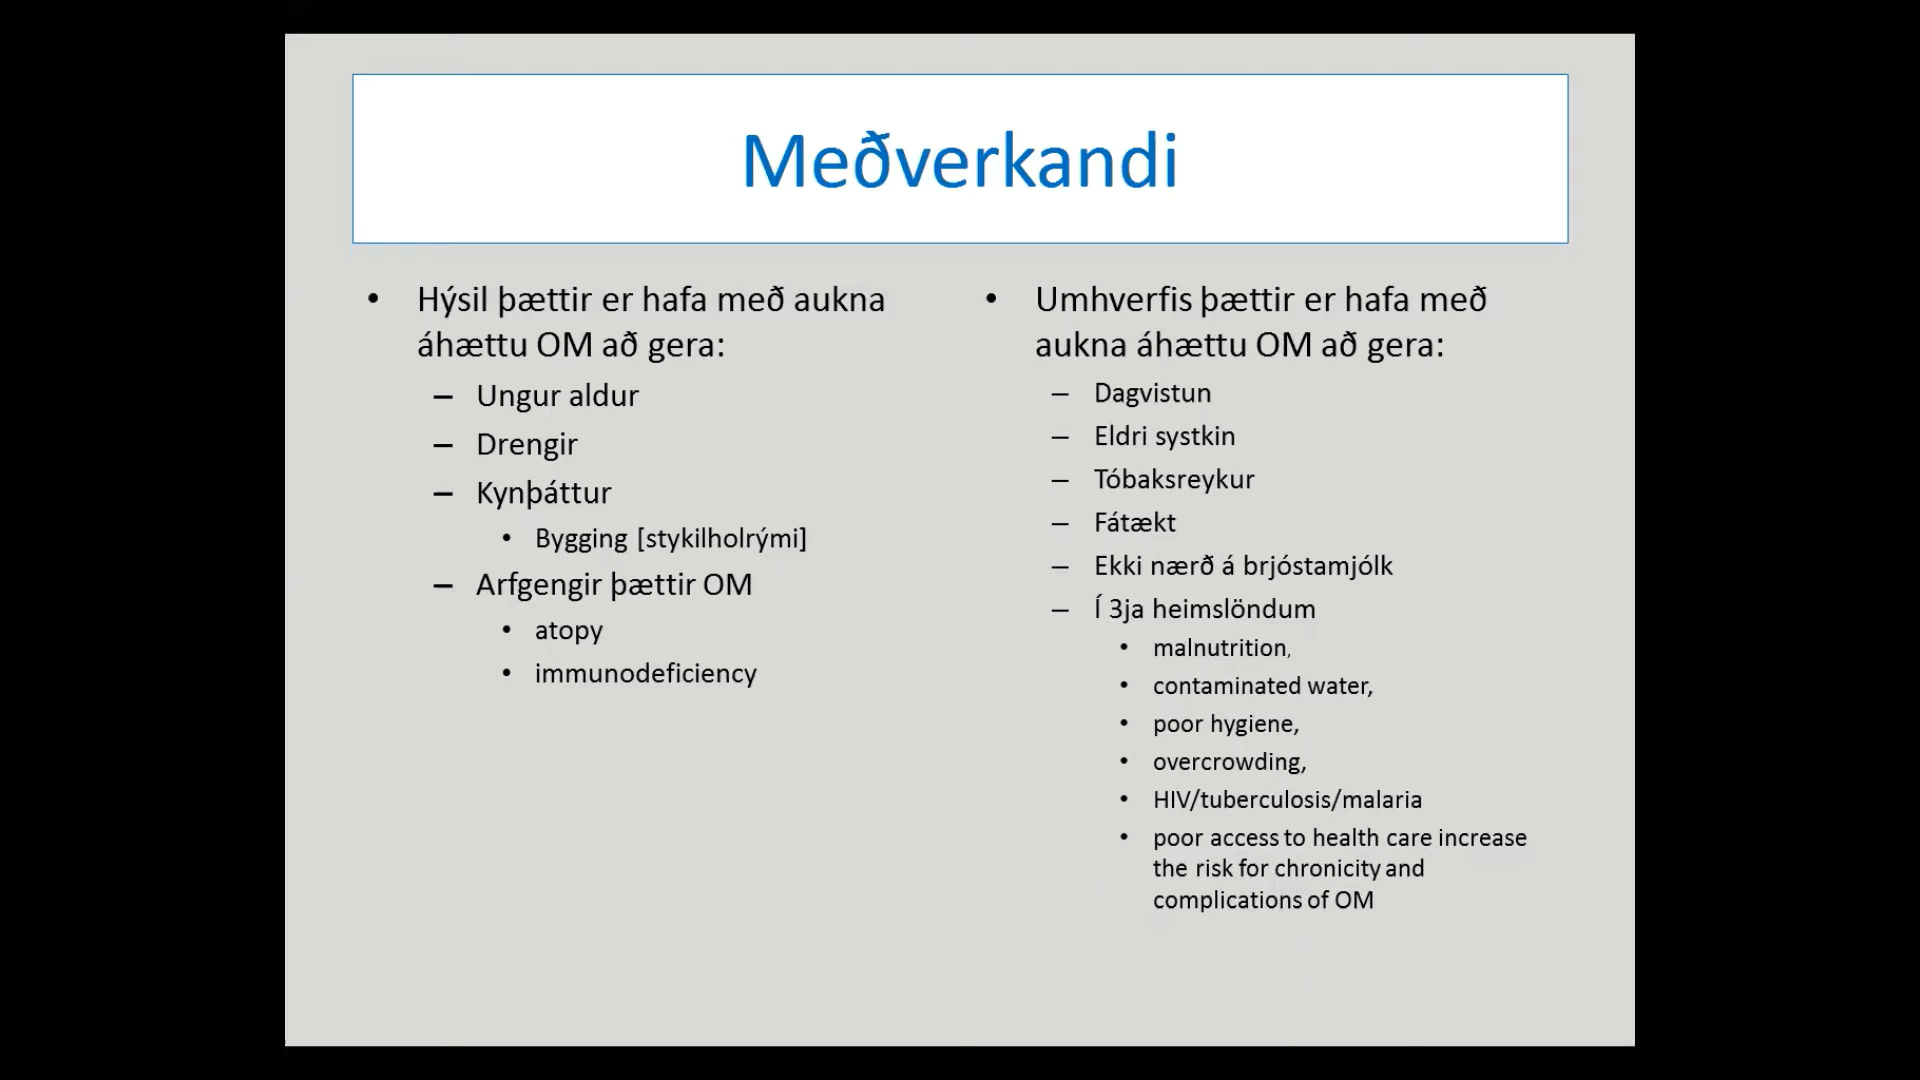 Meðverkandi
• Hýsil þættir er hafa með aukna
áhættu OM að gera:
– Ungur aldur
– Drengir
– Kynþáttur
• Bygging [stykilholrými]
– Arfgengir þættir OM
• atopy
• immunodeficiency
• Umhverfis þættir er hafa með
aukna áhættu OM að gera:
– Dagvistun
– Eldri systkin
– Tóbaksreykur
– Fátækt
– Ekki nærð á brjóstamjólk
– Í 3ja heimslöndum
• malnutrition,
• contaminated water,
• poor hygiene,
• overcrowding,
• HIV/tuberculosis/malaria
• poor access to health care increase
the risk for chronicity and
complications of OM